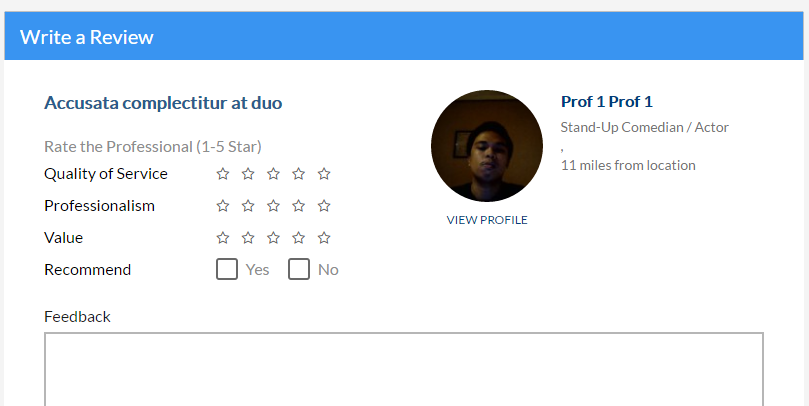 Write a Review
Accusata complectitur at duo
Rate the Professional (1-5 Star)
Quality of Service
Professionalism
Value
Recommend Yes No
Prof 1 Prof 1
Stand-Up Comedian / Actor
,
11 miles from location
VIEW PROFILE
Feedback